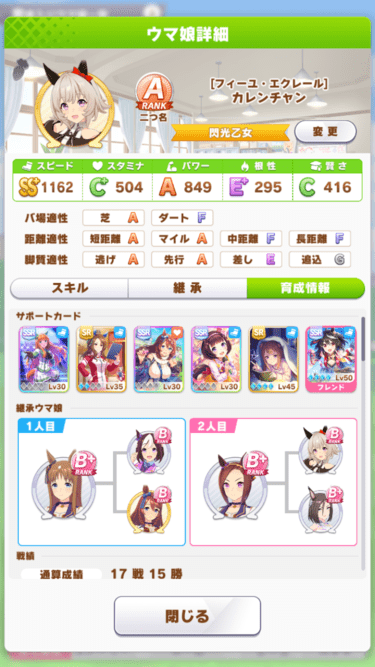 ウマ娘詳細
A
RANK
二つ名
[フィーユ・エクレール]
カレンチャン
閃光乙女
変更
スピード スタミナ パワー 根性 賢さ
SS 1162 C+ 504 A 849 E+ 295 C 416
バ場適性 芝 A ダート F
距離適性 短距離 A マイル A 中距離 F 長距離 F
脚質適性 逃げ A 先行 A 差し E 追込 G
スキル 継承 育成情報
サポートカード
SSR SR SSR SSR SR SSR
Lv30 Lv35 Lv30 Lv30 Lv45 Lv50
フレンド
継承ウマ娘
1人目 2人目
B RANK B RANK
B+ RANK B+ RANK
B RANK B RANK
戦績
通算成績 17 戦 15 勝
閉じる